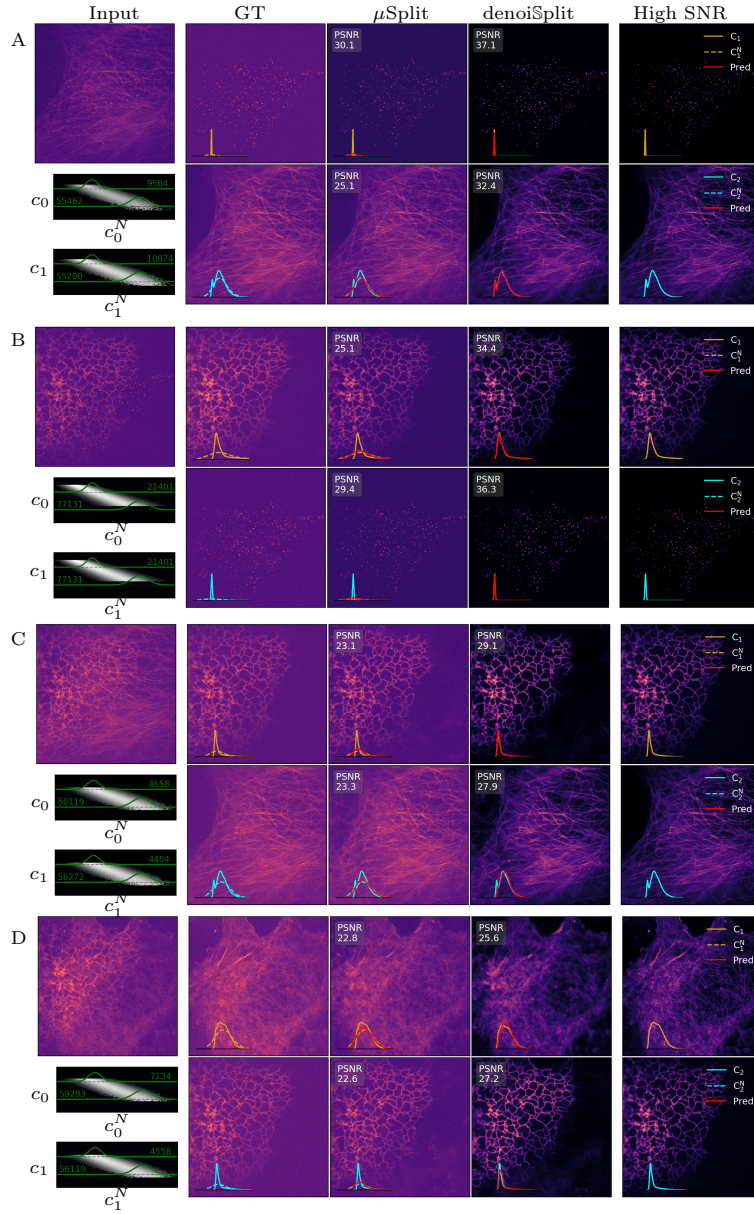 Input GT μSplit denoi𝕊plit High SNR
A
PSNR
30.1
PSNR
37.1
C₁
C₁ᴺ
Pred
c₀
9564
55462
c₀ᴺ
PSNR
25.1
PSNR
32.4
C₂
C₂ᴺ
Pred
c₁
10874
55200
c₁ᴺ
B
PSNR
25.1
PSNR
34.4
C₁
C₁ᴺ
Pred
c₀
21401
77131
c₀ᴺ
PSNR
29.4
PSNR
36.3
C₂
C₂ᴺ
Pred
c₁
21401
77131
c₁ᴺ
C
PSNR
23.1
PSNR
29.1
C₁
C₁ᴺ
Pred
c₀
4558
56119
c₀ᴺ
PSNR
23.3
PSNR
27.9
C₂
C₂ᴺ
Pred
c₁
4454
56272
c₁ᴺ
D
PSNR
22.8
PSNR
25.6
C₁
C₁ᴺ
Pred
c₀
7134
59293
c₀ᴺ
PSNR
22.6
PSNR
27.2
C₂
C₂ᴺ
Pred
c₁
4558
56119
c₁ᴺ